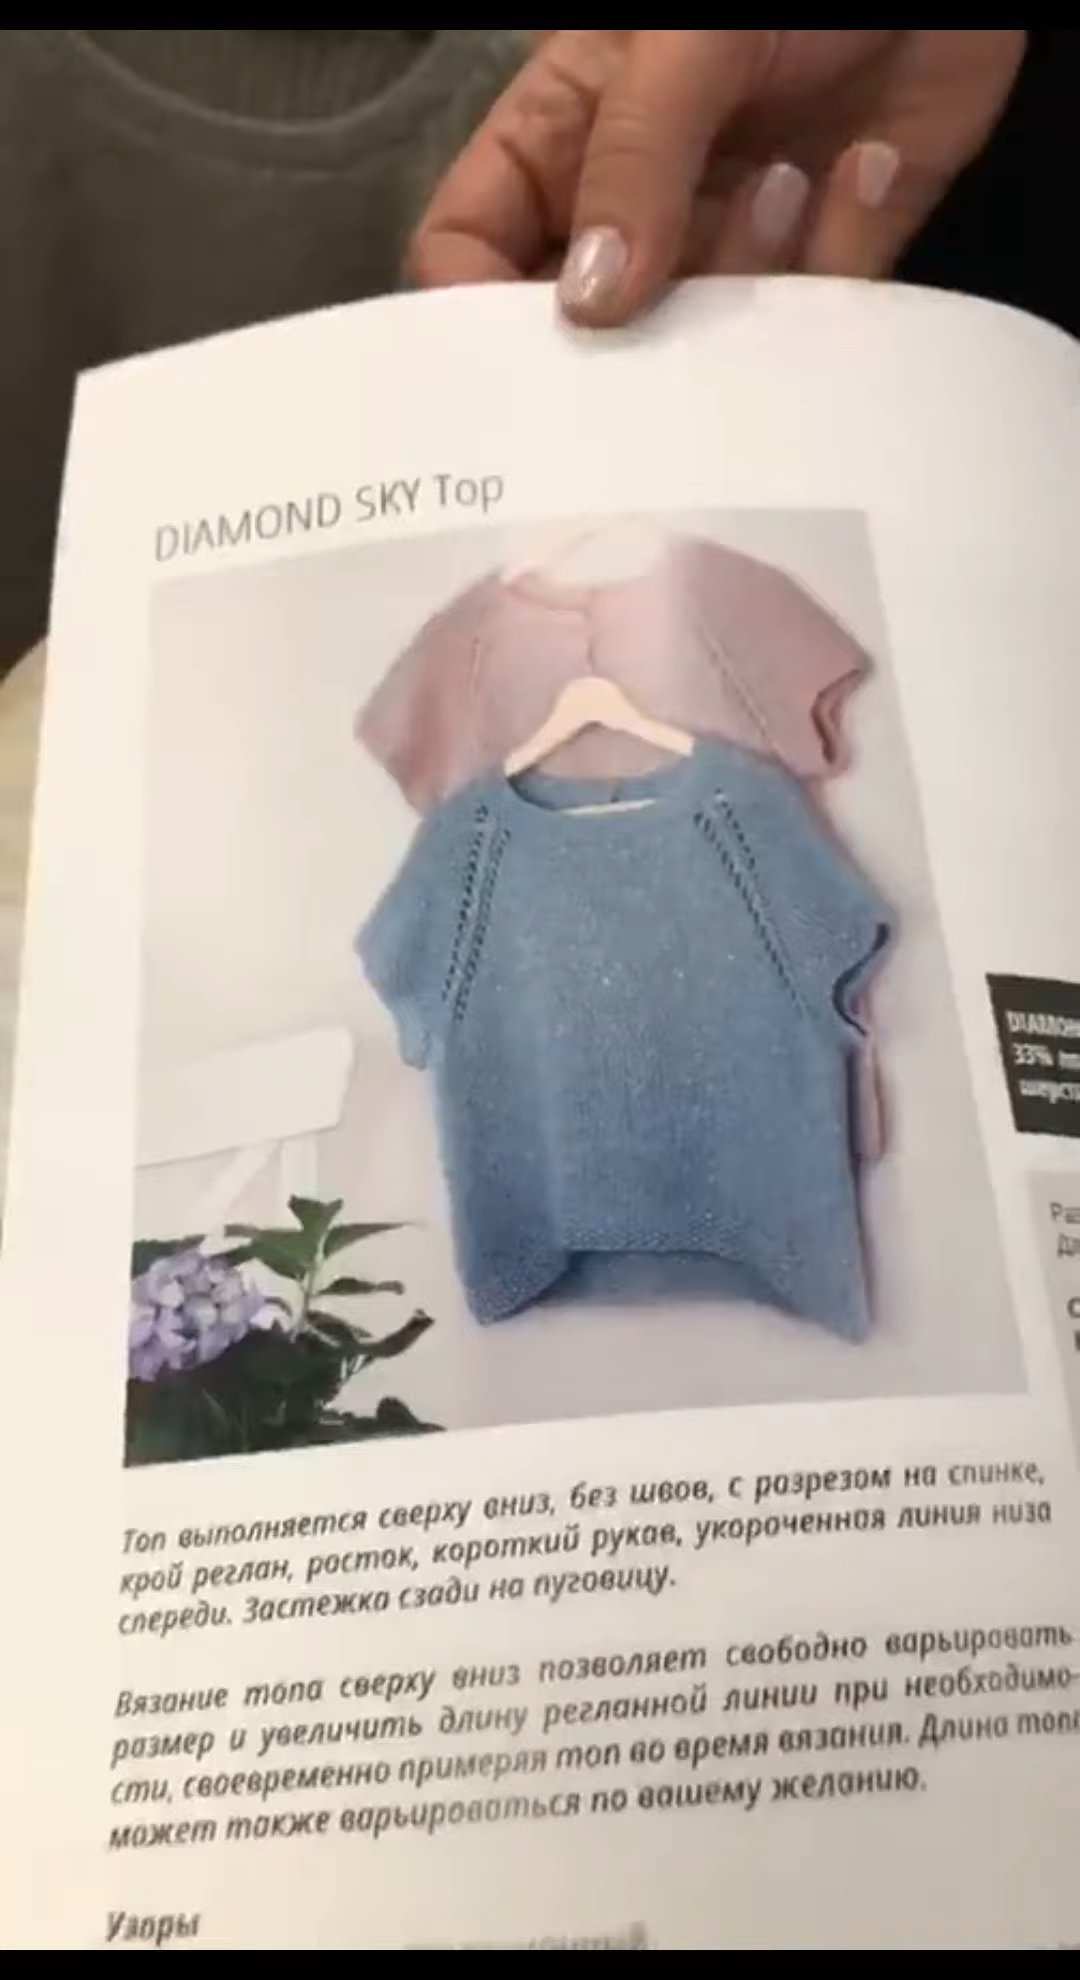 DIAMOND SKY Top
33%
Топ выполняется сверху вниз, без швов, с разрезом на спинке,
крой реглан, росток, короткий рукав, укороченная линия низа
спереди. Застежка сзади на пуговицу.
Вязание топа сверху вниз позволяет свободно варьировать
размер и увеличить длину регланной линии при необходимо-
сти, своевременно примеряя топ во время вязания. Длина
может также варьироваться по вашему желанию.
Узоры